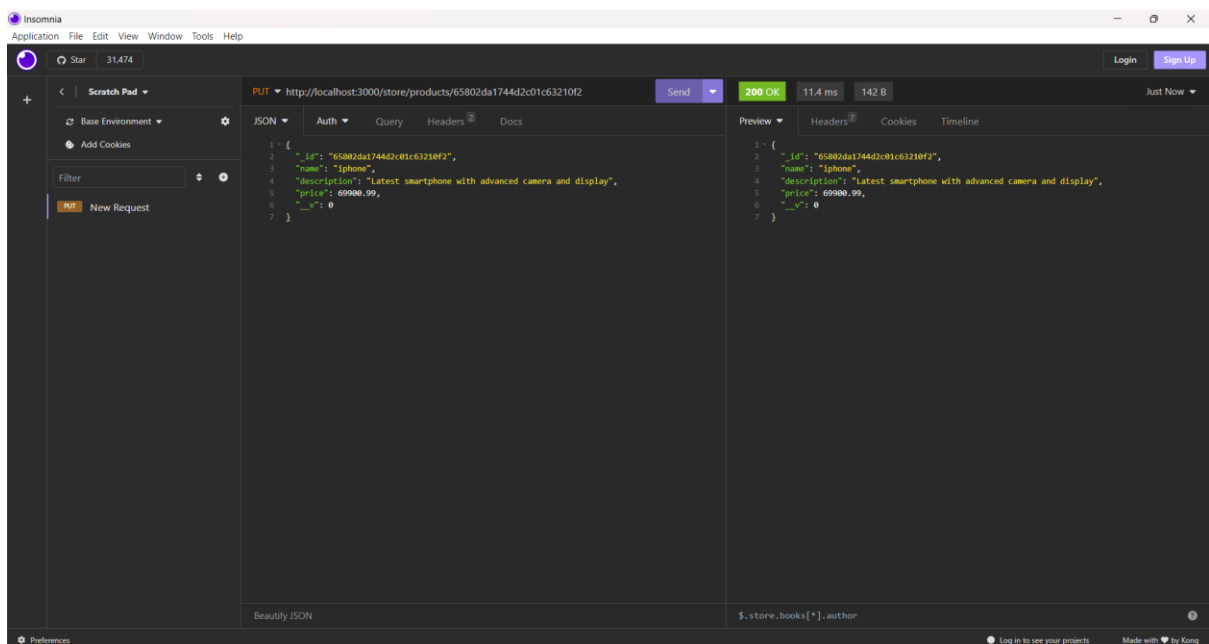 Insomnia
Application File Edit View Window Tools Help
Star 31,474 Login Sign Up
Scratch Pad
Base Environment
Add Cookies
Filter
PUT New Request
PUT http://localhost:3000/store/products/65802da1744d2c01c63210f2 Send
JSON Auth Query Headers 2 Docs
1 {
2 "_id": "65802da1744d2c01c63210f2",
3 "name": "iphone",
4 "description": "Latest smartphone with advanced camera and display",
5 "price": 69900.99,
6 "__v": 0
7 }
Beautify JSON
200 OK 11.4 ms 142 B Just Now
Preview Headers 7 Cookies Timeline
1 {
2 "_id": "65802da1744d2c01c63210f2",
3 "name": "iphone",
4 "description": "Latest smartphone with advanced camera and display",
5 "price": 69900.99,
6 "__v": 0
7 }
$.store.books[*].author
Preferences Log in to see your projects Made with ♥ by Kong